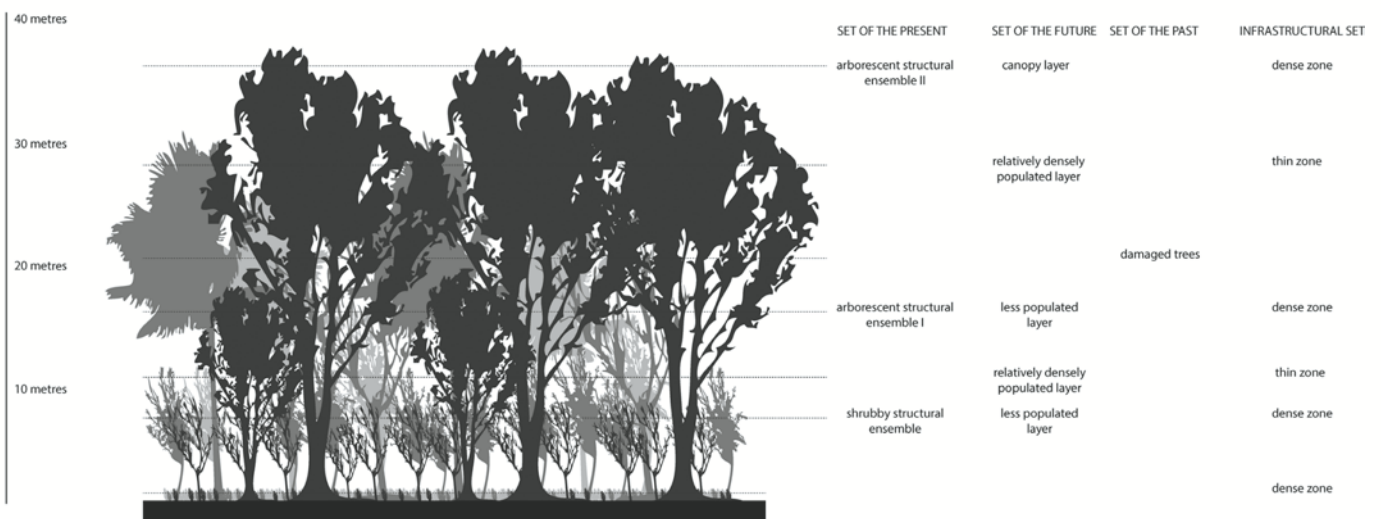 40 metres
SET OF THE PRESENT SET OF THE FUTURE SET OF THE PAST INFRASTRUCTURAL SET
arborescent structural canopy layer dense zone
ensemble II
30 metres
relatively densely thin zone
populated layer
damaged trees
20 metres
arborescent structural less populated dense zone
ensemble I layer
relatively densely thin zone
populated layer
10 metres
shrubby structural less populated dense zone
ensemble layer
dense zone